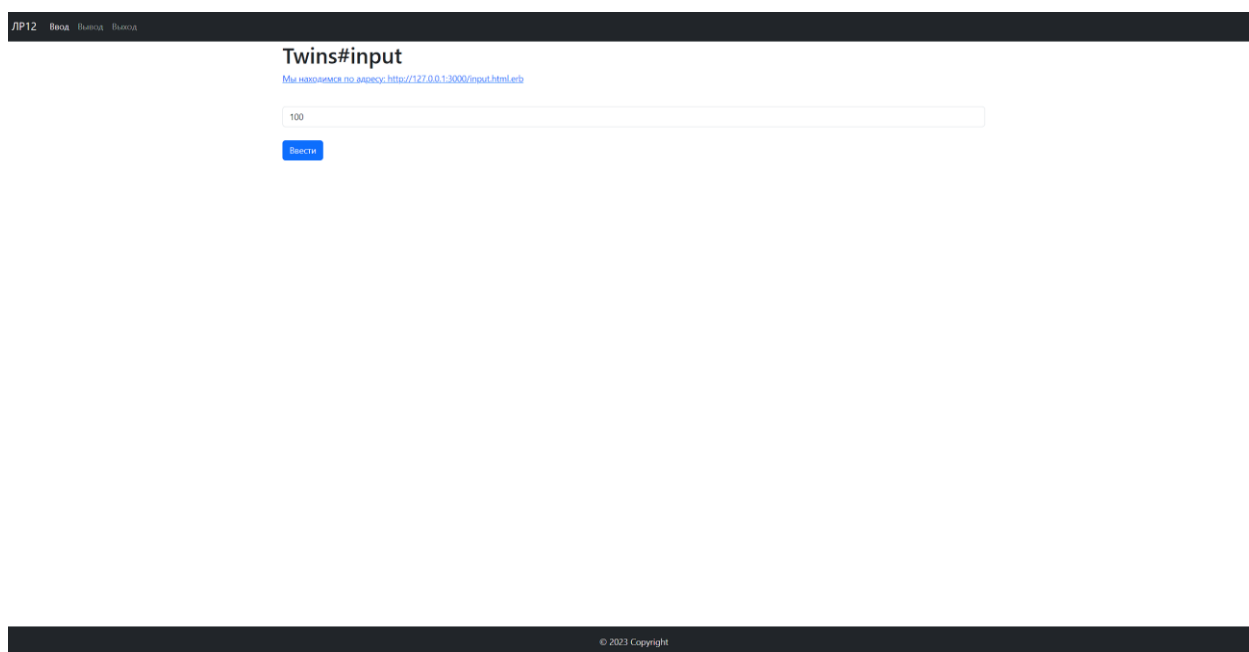 ЛР12 Ввод Вывод Выход
Twins#input
Мы находимся по адресу: http://127.0.0.1:3000/input.html.erb
100
Ввести
© 2023 Copyright